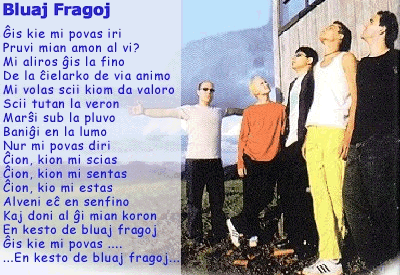 Bluaj Fragoj
Ĝis kie mi povas iri
Pruvi mian amon al vi?
Mi aliros ĝis la fino
De la ĉielarko de via animo
Mi volas scii kiom da valoro
Scii tutan la veron
Marŝi sub la pluvo
Baniĝi en la lumo
Nur mi povas diri
Ĉion, kion mi scias
Ĉion, kion mi sentas
Ĉion, kio mi estas
Alveni eĉ en senfino
Kaj doni al ĝi mian koron
En kesto de bluaj fragoj
Ĝis kie mi povas ....
...En kesto de bluaj fragoj...